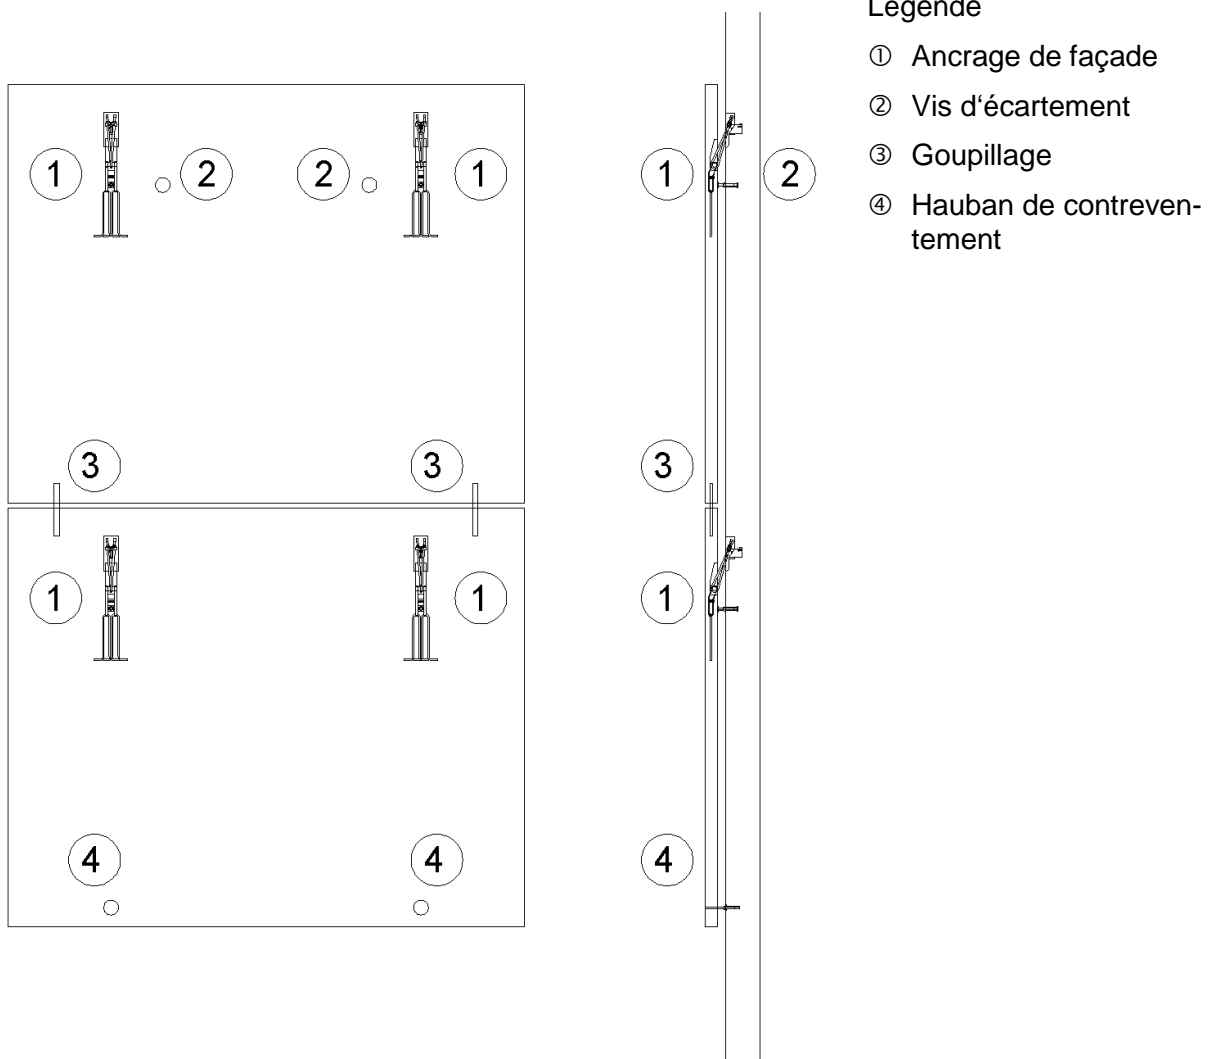 Légende
① Ancrage de façade
② Vis d‘écartement
③ Goupillage
④ Hauban de contreven-
tement
1 2 2 1 1 2
3 3 3
1 1 1
4 4 4